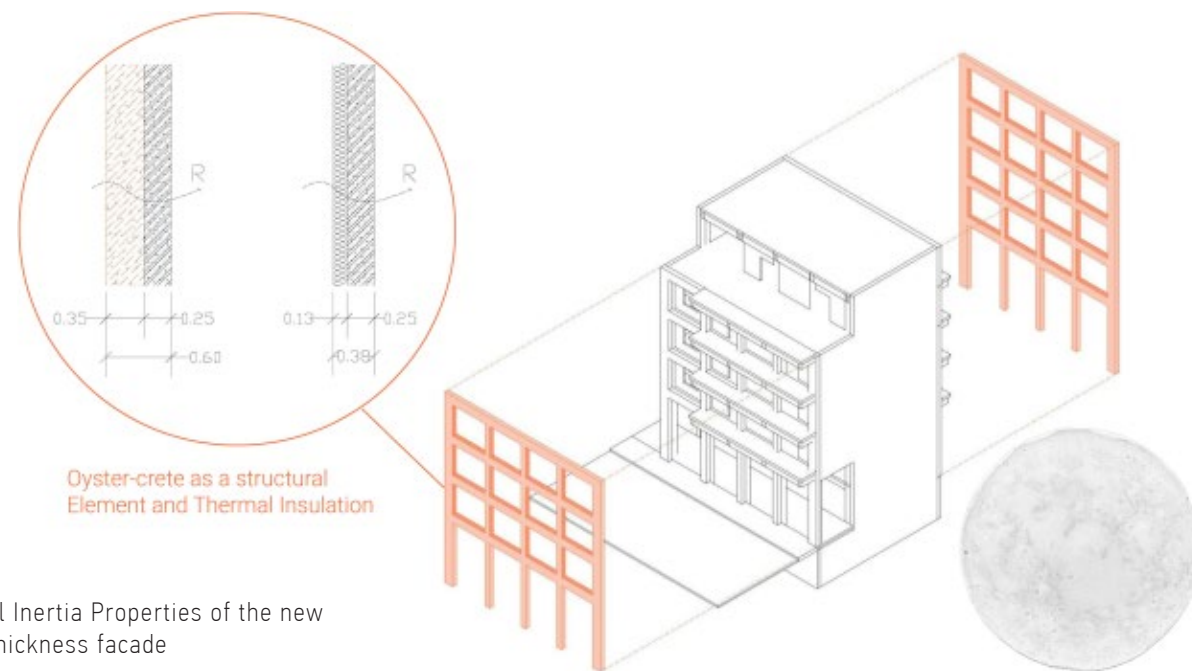 R
R
0.35
0.25
0.60
0.13
0.25
0.38
Oyster-crete as a structural
Element and Thermal Insulation
l Inertia Properties of the new
hickness facade